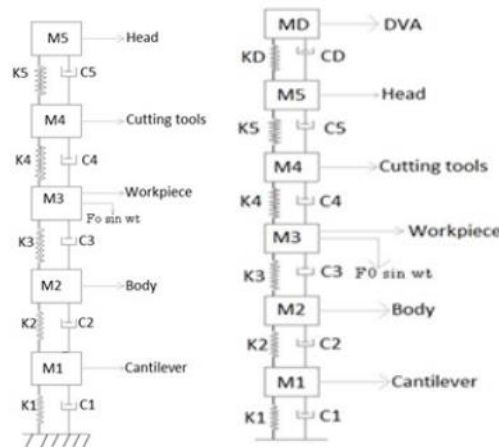 M5 Head
K5 C5
M4 Cutting tools
K4 C4
M3 Workpiece
Fo sin wt
K3 C3
M2 Body
K2 C2
M1 Cantilever
K1 C1
MD DVA
KD CD
M5 Head
K5 C5
M4 Cutting tools
K4 C4
M3 Workpiece
K3 C3 F0 sin wt
M2 Body
K2 C2
M1 Cantilever
K1 C1